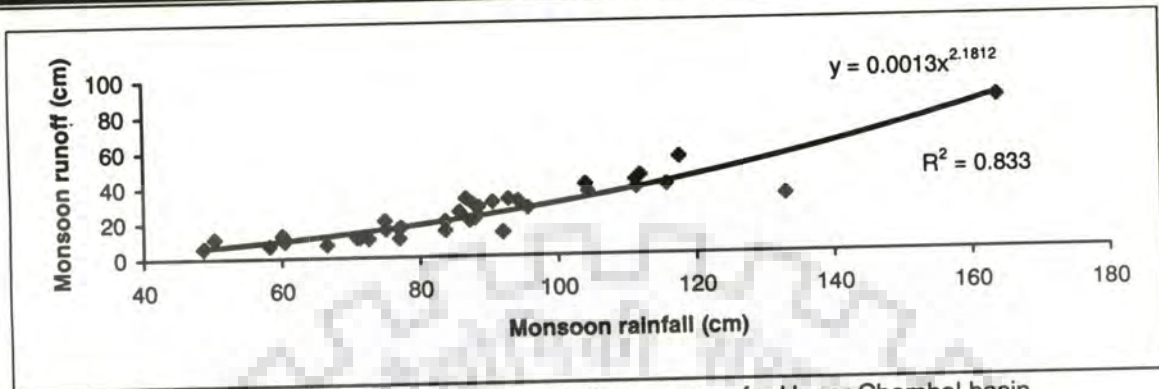 y = 0.0013x^2.1812
R² = 0.833
Monsoon runoff (cm)
100
80
60
40
20
0
40 60 80 100 120 140 160 180
Monsoon rainfall (cm)